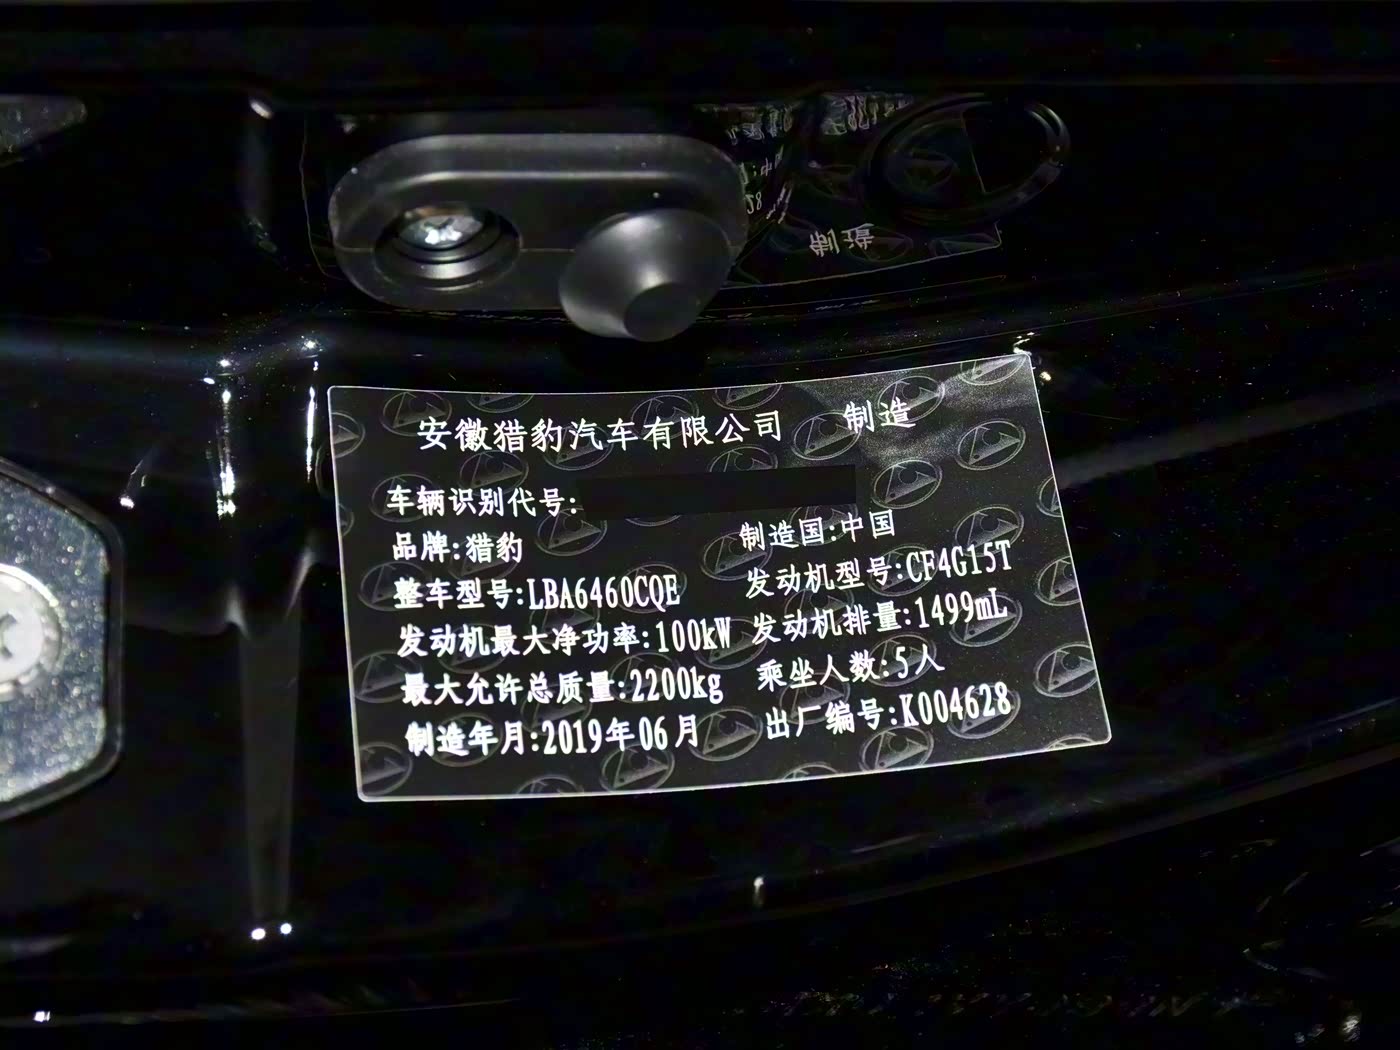 安徽猎豹汽车有限公司 制造
车辆识别代号:
品牌:猎豹 制造国:中国
整车型号:LBA6460CQE 发动机型号:CF4G15T
发动机最大净功率:100kW 发动机排量:1499mL
最大允许总质量:2200kg 乘坐人数:5人
制造年月:2019年06月 出厂编号:K004628